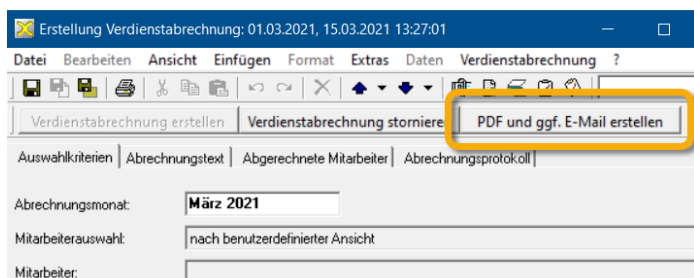 Erstellung Verdienstabrechnung: 01.03.2021, 15.03.2021 13:27:01
Datei Bearbeiten Ansicht Einfügen Format Extras Daten Verdienstabrechnung ?
Verdienstabrechnung erstellen Verdienstabrechnung storniere PDF und ggf. E-Mail erstellen
Auswahlkriterien Abrechnungstext Abgerechnete Mitarbeiter Abrechnungsprotokoll
Abrechnungsmonat: März 2021
Mitarbeiterauswahl: nach benutzerdefinierter Ansicht
Mitarbeiter: